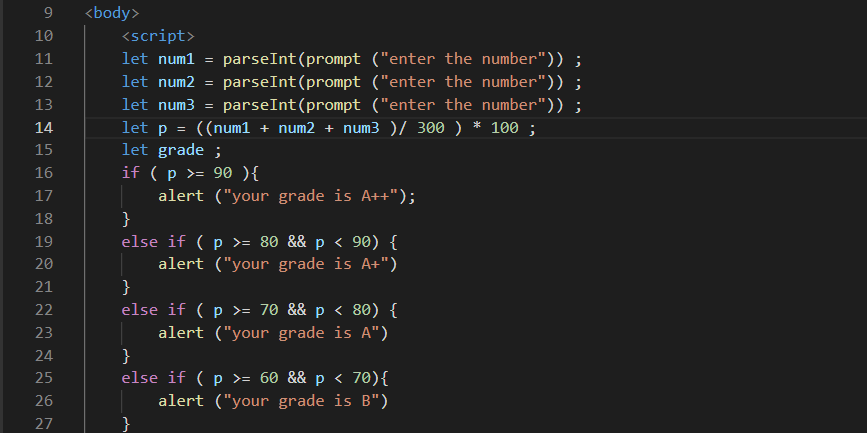 9 <body>
10 <script>
11 let num1 = parseInt(prompt ("enter the number")) ;
12 let num2 = parseInt(prompt ("enter the number")) ;
13 let num3 = parseInt(prompt ("enter the number")) ;
14 let p = ((num1 + num2 + num3 )/ 300 ) * 100 ;
15 let grade ;
16 if ( p >= 90 ){
17 alert ("your grade is A++");
18 }
19 else if ( p >= 80 && p < 90) {
20 alert ("your grade is A+")
21 }
22 else if ( p >= 70 && p < 80) {
23 alert ("your grade is A")
24 }
25 else if ( p >= 60 && p < 70){
26 alert ("your grade is B")
27 }